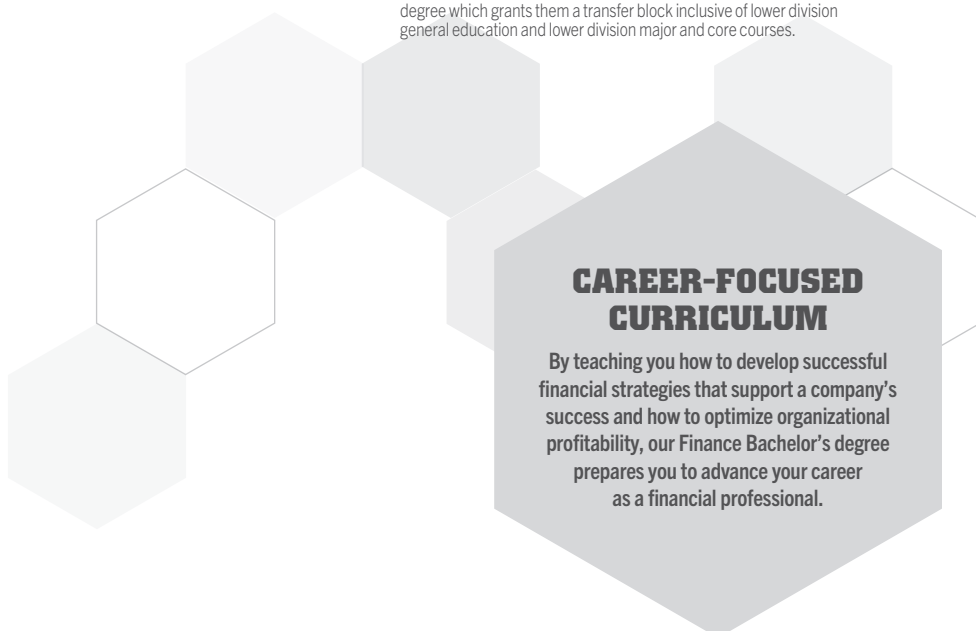 degree which grants them a transfer block inclusive of lower division
general education and lower division major and core courses.
CAREER-FOCUSED
CURRICULUM
By teaching you how to develop successful
financial strategies that support a company’s
success and how to optimize organizational
profitability, our Finance Bachelor’s degree
prepares you to advance your career
as a financial professional.